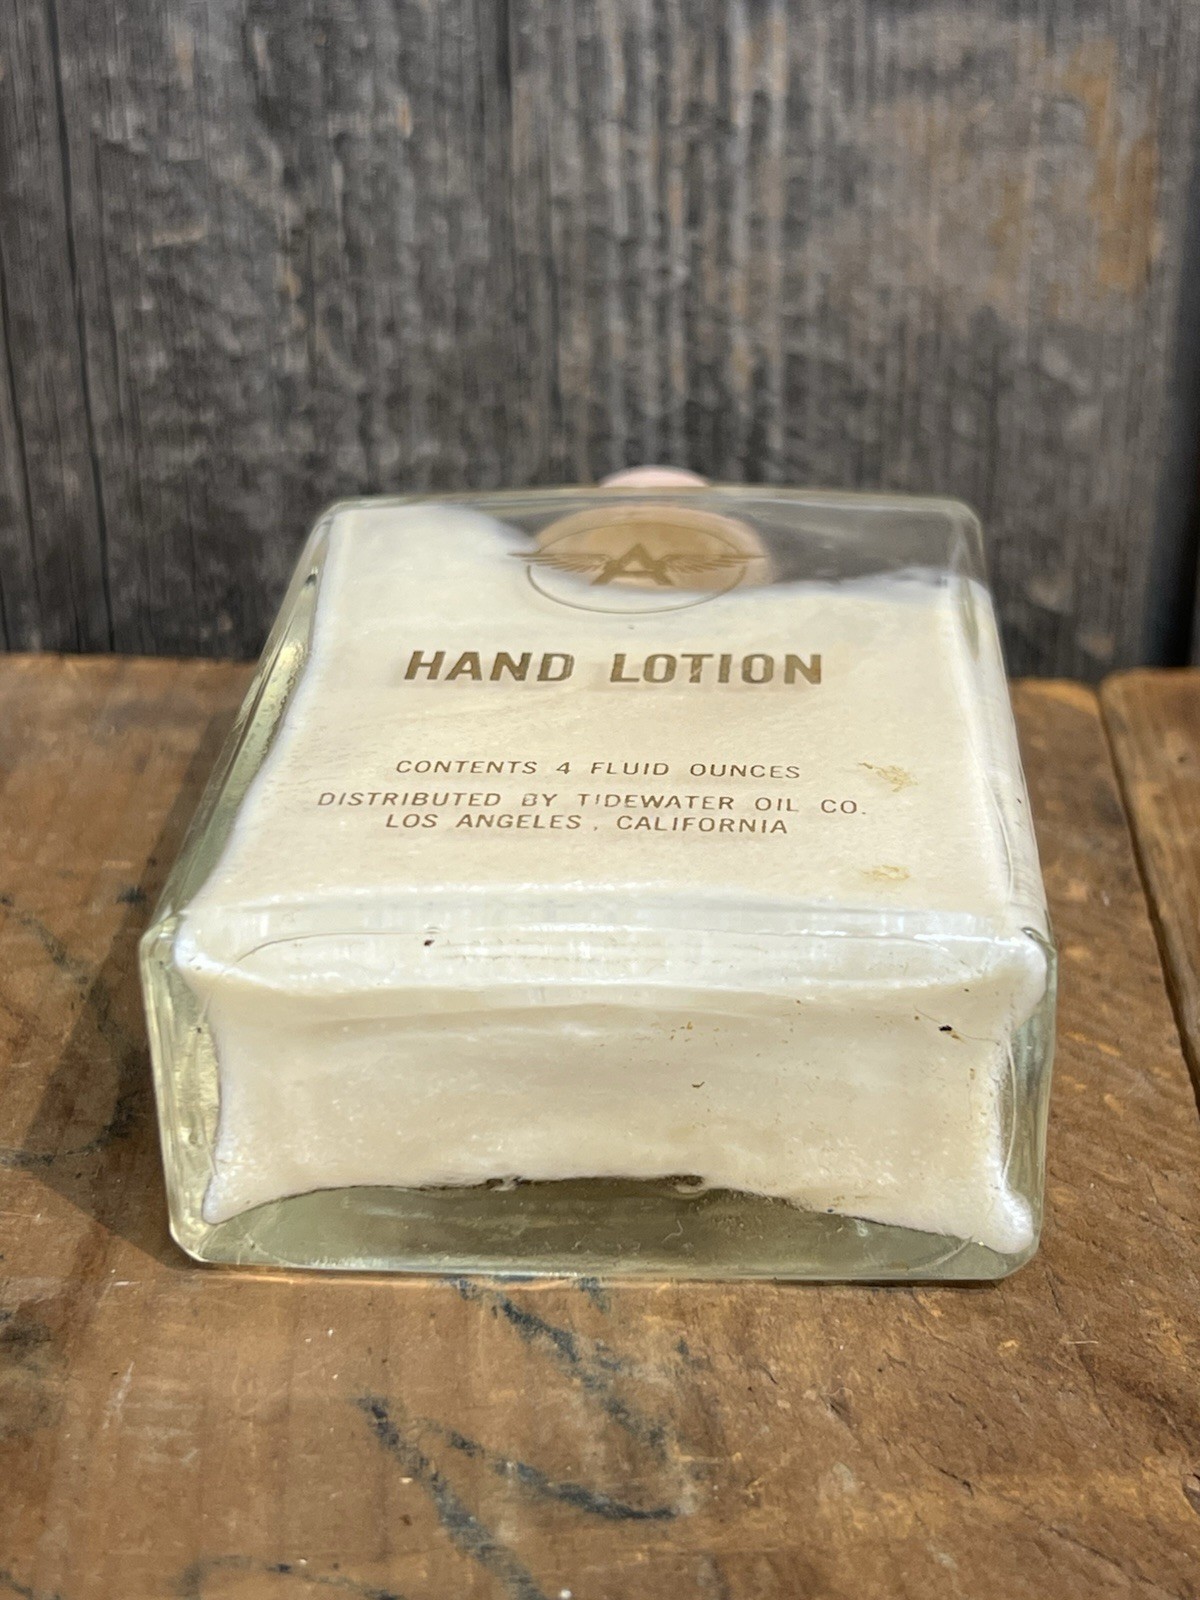 A
HAND LOTION
CONTENTS 4 FLUID OUNCES
DISTRIBUTED BY TIDEWATER OIL CO.
LOS ANGELES, CALIFORNIA